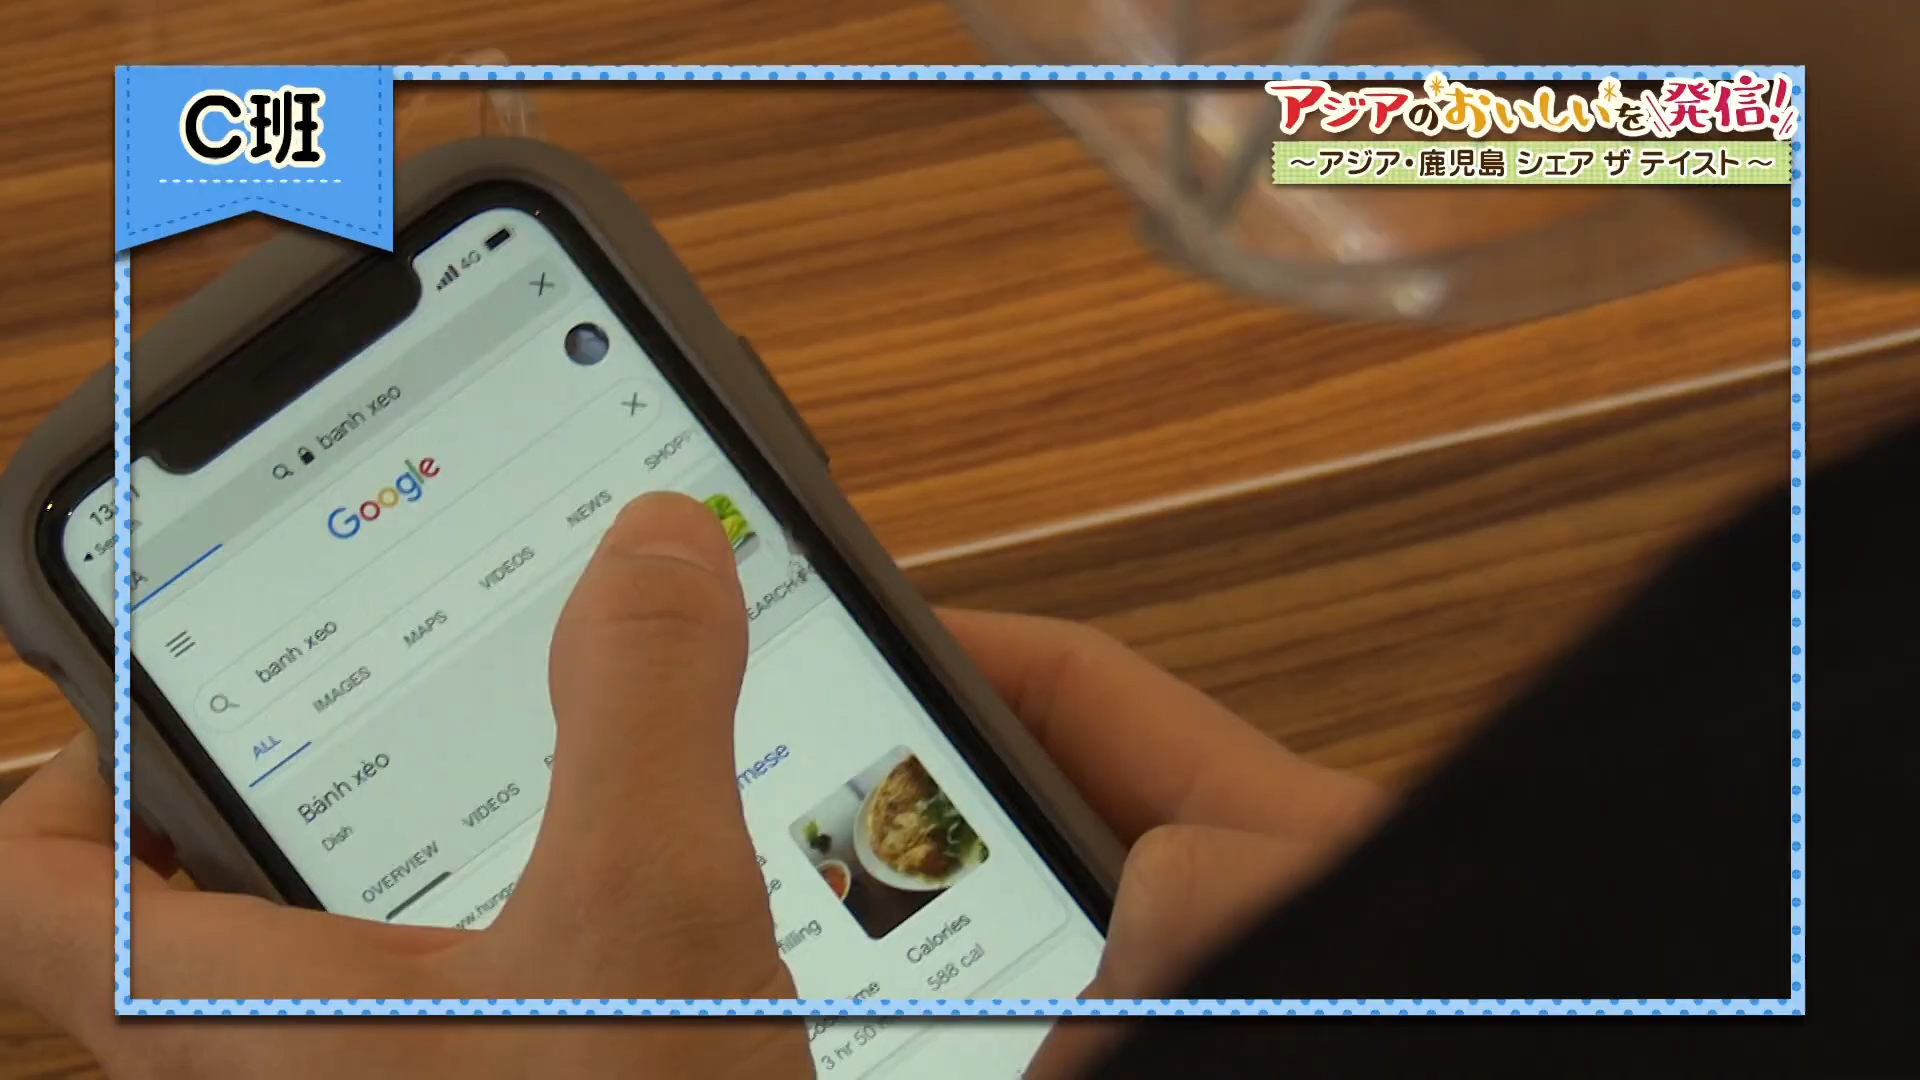 C班
アジアのおいしいを発信!
～アジア・鹿児島 シェア ザ テイスト～
4G
banh xeo
Google
banh xeo
ALL IMAGES MAPS VIDEOS NEWS
Bánh xèo
Dish
OVERVIEW VIDEOS
filling
Calories
588 cal